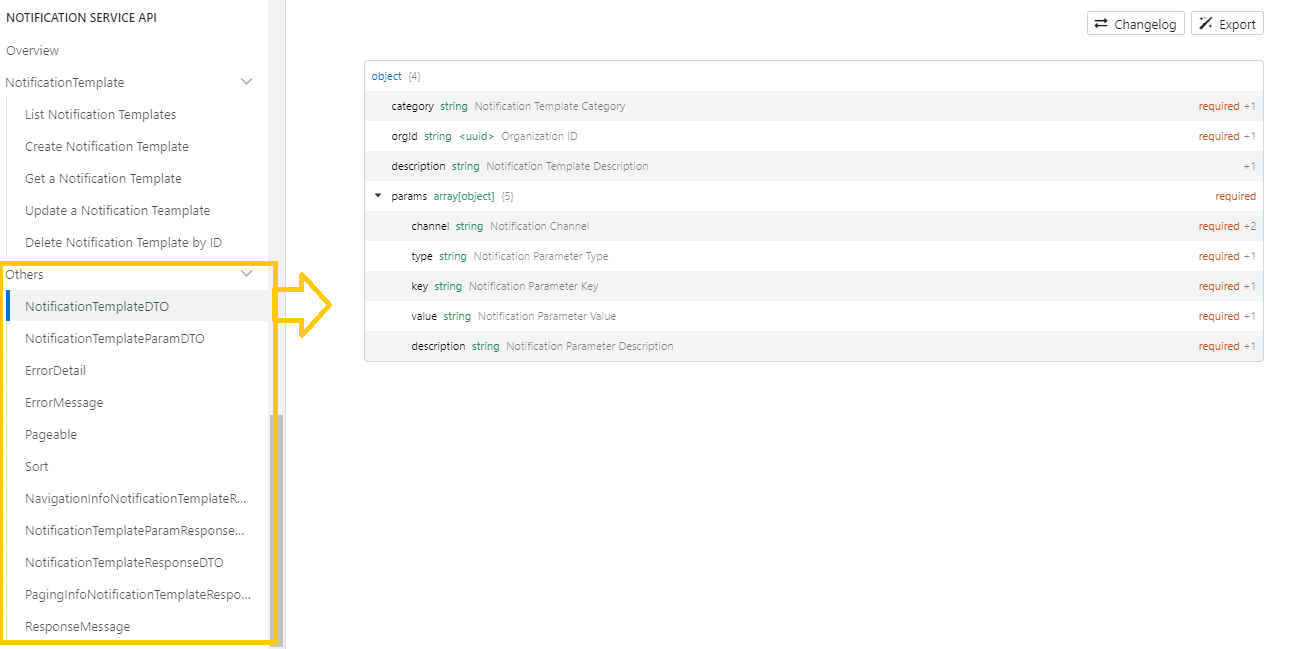 NOTIFICATION SERVICE API
Overview
NotificationTemplate
List Notification Templates
Create Notification Template
Get a Notification Template
Update a Notification Teamplate
Delete Notification Template by ID
Others
NotificationTemplateDTO
NotificationTemplateParamDTO
ErrorDetail
ErrorMessage
Pageable
Sort
NavigationInfoNotificationTemplateR...
NotificationTemplateParamResponse...
NotificationTemplateResponseDTO
PagingInfoNotificationTemplateRespo...
ResponseMessage
Changelog Export
object {4}
category string Notification Template Category required +1
orgId string <uuid> Organization ID required +1
description string Notification Template Description +1
params array[object] {5} required
channel string Notification Channel required +2
type string Notification Parameter Type required +1
key string Notification Parameter Key required +1
value string Notification Parameter Value required +1
description string Notification Parameter Description required +1